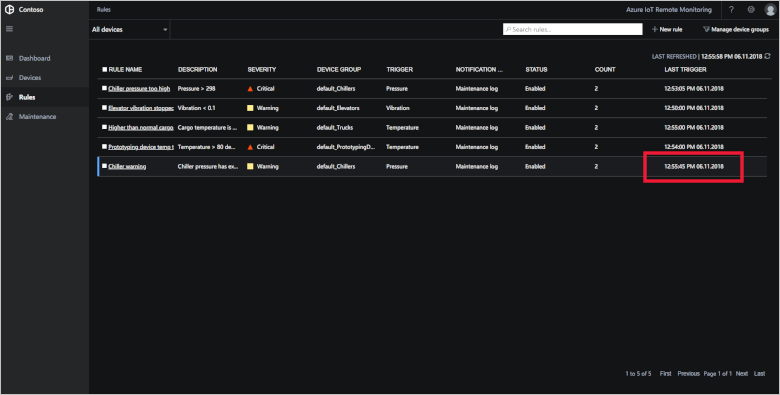 Contoso
Rules
Azure IoT Remote Monitoring
?
All devices
Search rules...
New rule
Manage device groups
Dashboard
Devices
Rules
Maintenance
LAST REFRESHED | 12:55:58 PM 06.11.2018
RULE NAME DESCRIPTION SEVERITY DEVICE GROUP TRIGGER NOTIFICATION ... STATUS COUNT LAST TRIGGER
Chiller pressure too high Pressure > 298 Critical default_Chillers Pressure Maintenance log Enabled 2 12:53:05 PM 06.11.2018
Elevator vibration stopped Vibration < 0.1 Warning default_Elevators Vibration Maintenance log Enabled 2 12:50:00 PM 06.11.2018
Higher than normal cargo Cargo temperature is ... Warning default_Trucks Temperature Maintenance log Enabled 2 12:55:00 PM 06.11.2018
Prototyping device temp t Temperature > 80 de... Critical default_PrototypingD... Temperature Maintenance log Enabled 2 12:54:00 PM 06.11.2018
Chiller warning Chiller pressure has ex... Warning default_Chillers Pressure Maintenance log Enabled 2 12:55:45 PM 06.11.2018
1 to 5 of 5 First Previous Page 1 of 1 Next Last